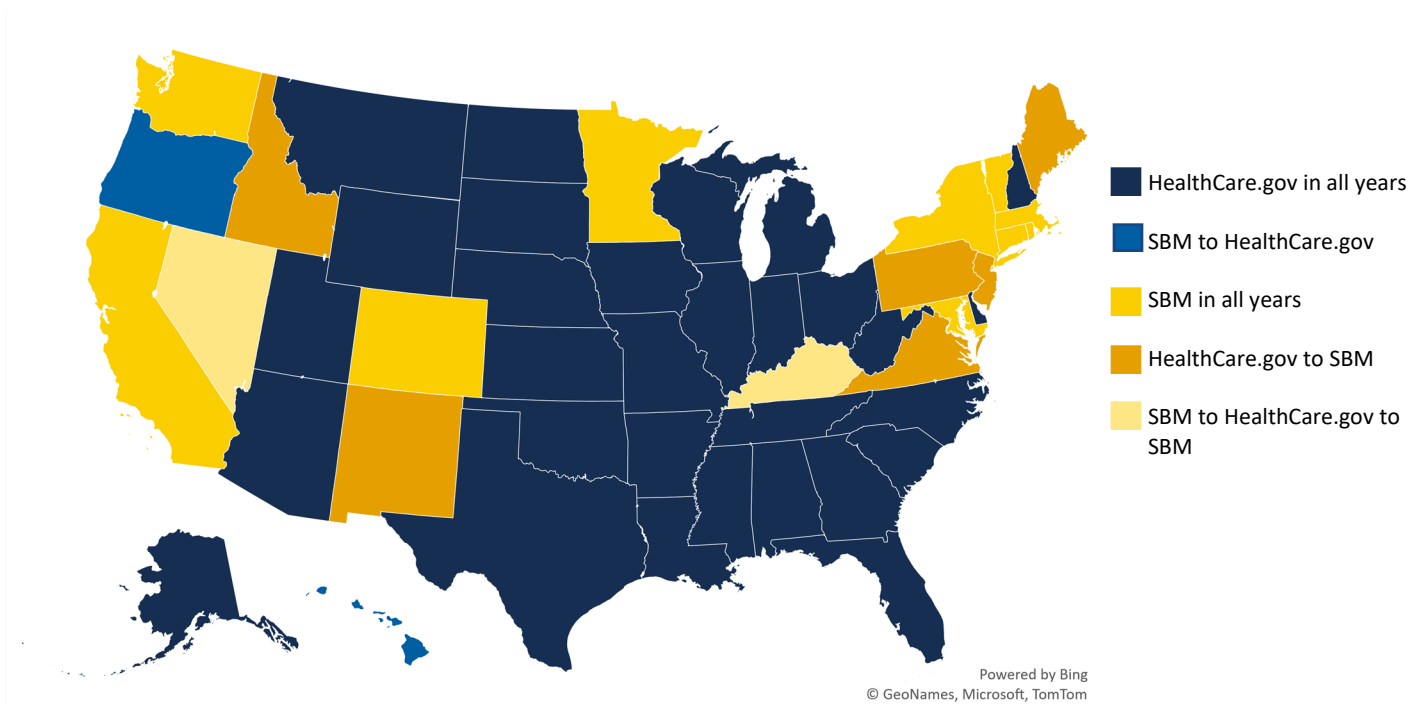 HealthCare.gov in all years
SBM to HealthCare.gov
SBM in all years
HealthCare.gov to SBM
SBM to HealthCare.gov to
SBM
Powered by Bing
© GeoNames, Microsoft, TomTom